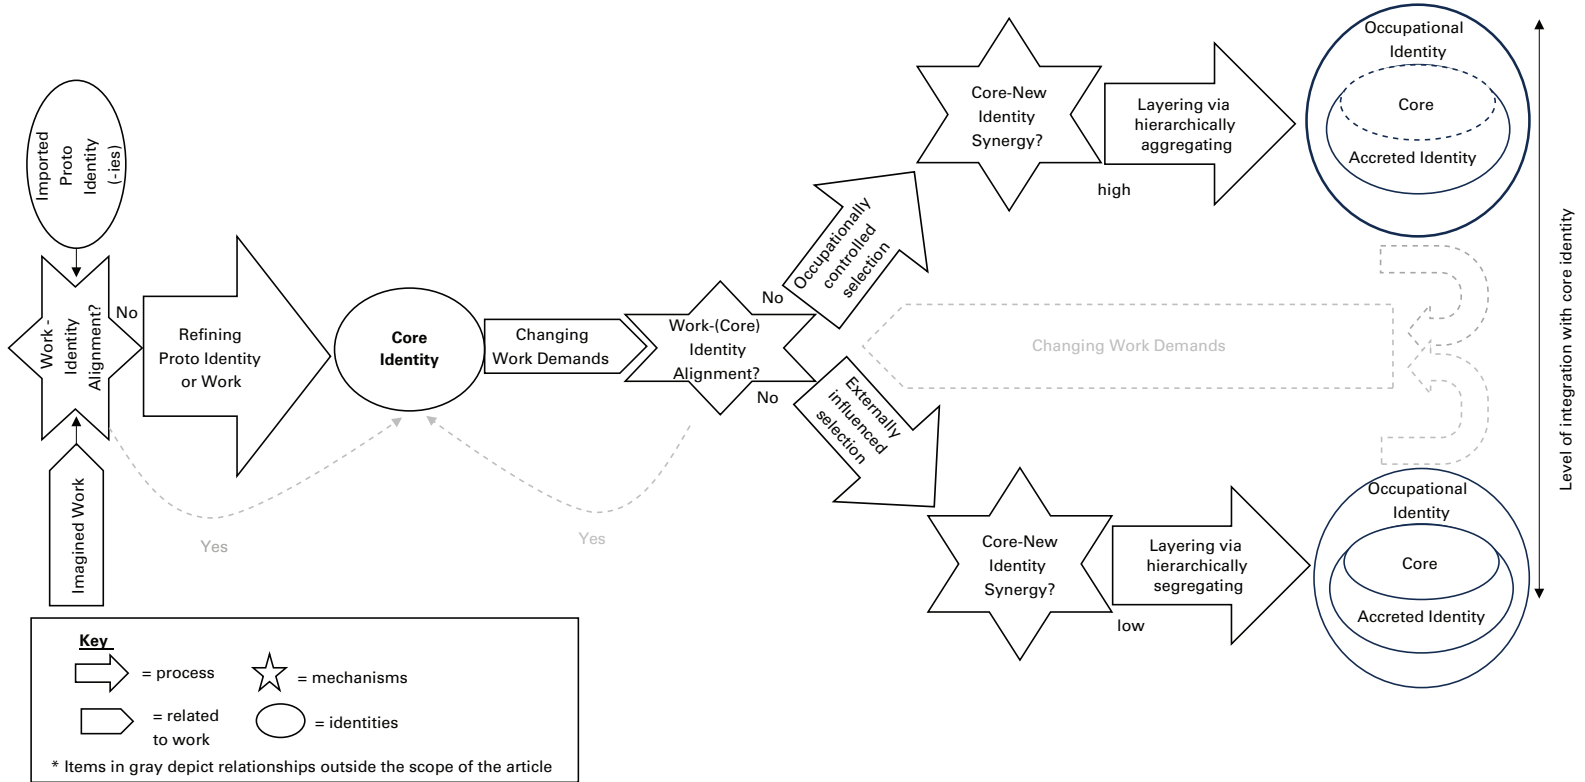 Imported
Proto
Identity
(-ies)
Work -
Identity
Alignment?
No
Imagined Work
Refining
Proto Identity
or Work
Yes
Core
Identity
Changing
Work Demands
Yes
Work-(Core)
Identity
Alignment?
No
No
Occupationally
controlled
selection
Externally
influenced
selection
Core-New
Identity
Synergy?
high
Layering via
hierarchically
aggregating
Occupational
Identity
Core
Accreted Identity
Changing Work Demands
Core-New
Identity
Synergy?
low
Layering via
hierarchically
segregating
Occupational
Identity
Core
Accreted Identity
Level of integration with core identity
Key
= process
= mechanisms
= related
to work
= identities
* Items in gray depict relationships outside the scope of the article